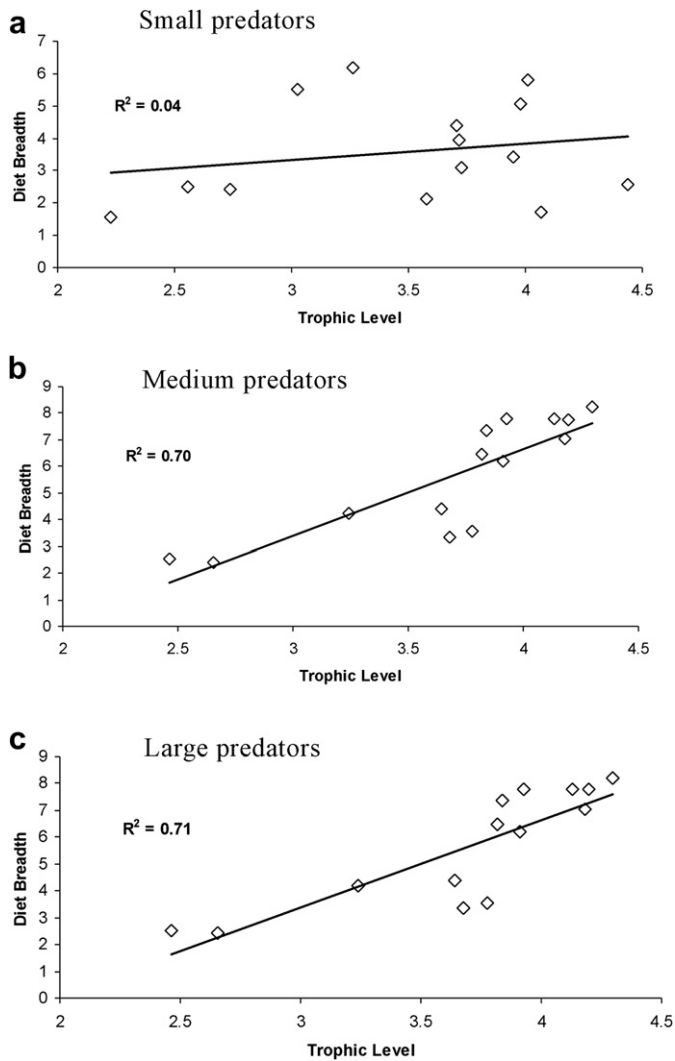 a
Small predators
7
6
5
4
3
2
1
0
Diet Breadth
R² = 0.04
2 2.5 3 3.5 4 4.5
Trophic Level
b
Medium predators
9
8
7
6
5
4
3
2
1
0
Diet Breadth
R² = 0.70
2 2.5 3 3.5 4 4.5
Trophic Level
c
Large predators
9
8
7
6
5
4
3
2
1
0
Diet Breadth
R² = 0.71
2 2.5 3 3.5 4 4.5
Trophic Level